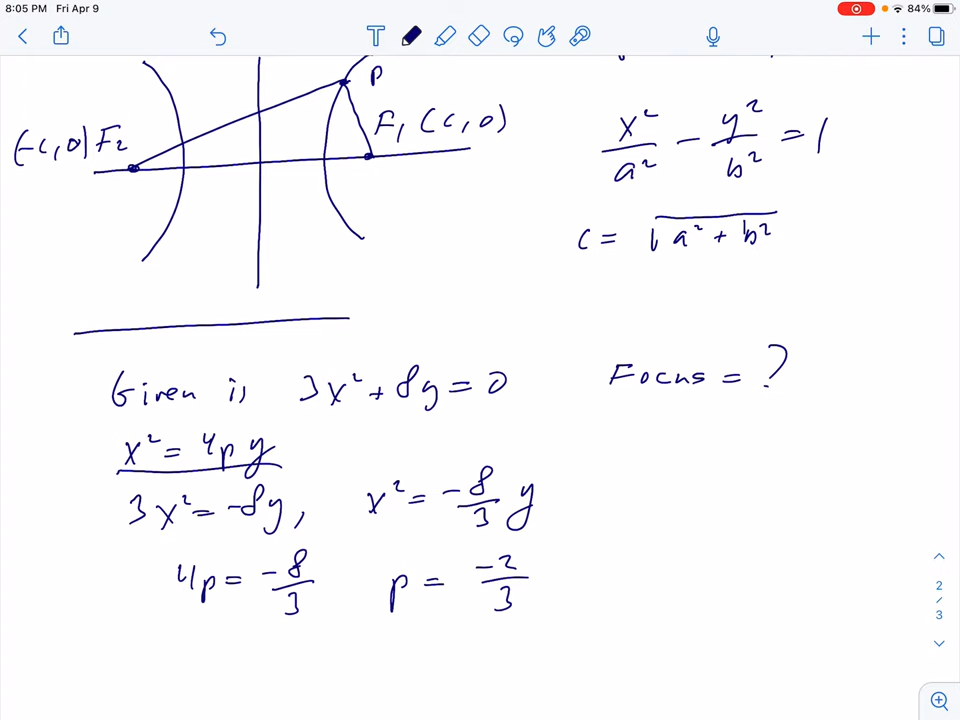 8:05 PM Fri Apr 9
84%
T
P
(-c, 0) F₂
F₁ (c, 0)
x²/a² - y²/b² = 1
c = √a² + b²
Given is 3x² + 8y = 0
Focus = ?
x² = 4py
3x² = -8y, x² = -8/3 y
4p = -8/3 p = -2/3
2
/
3